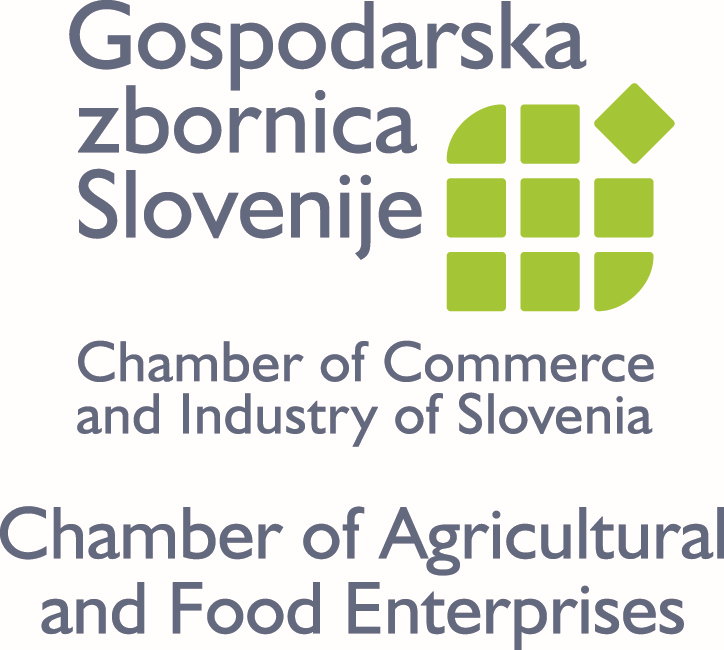 Gospodarska
zbornica
Slovenije
Chamber of Commerce
and Industry of Slovenia
Chamber of Agricultural
and Food Enterprises